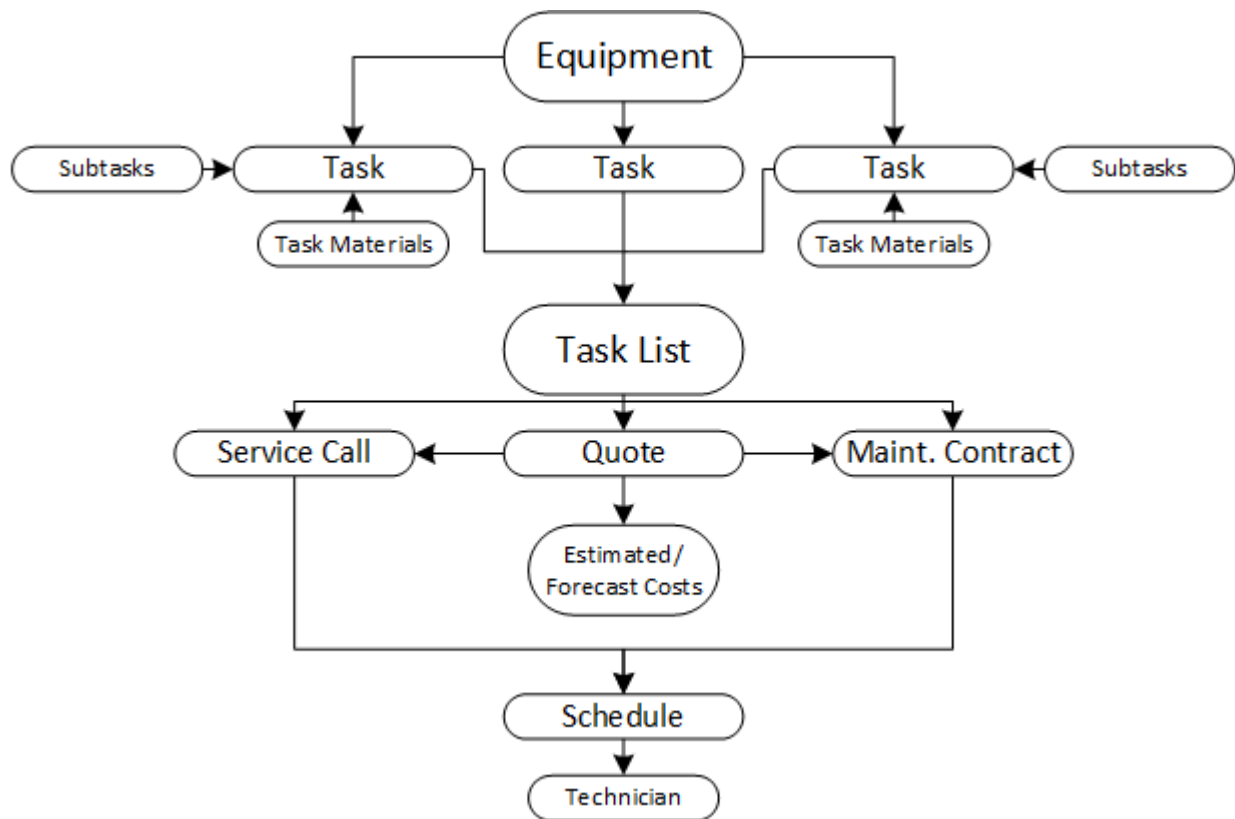 Equipment
Subtasks
Task
Task
Task
Subtasks
Task Materials
Task Materials
Task List
Service Call
Quote
Maint. Contract
Estimated/
Forecast Costs
Schedule
Technician